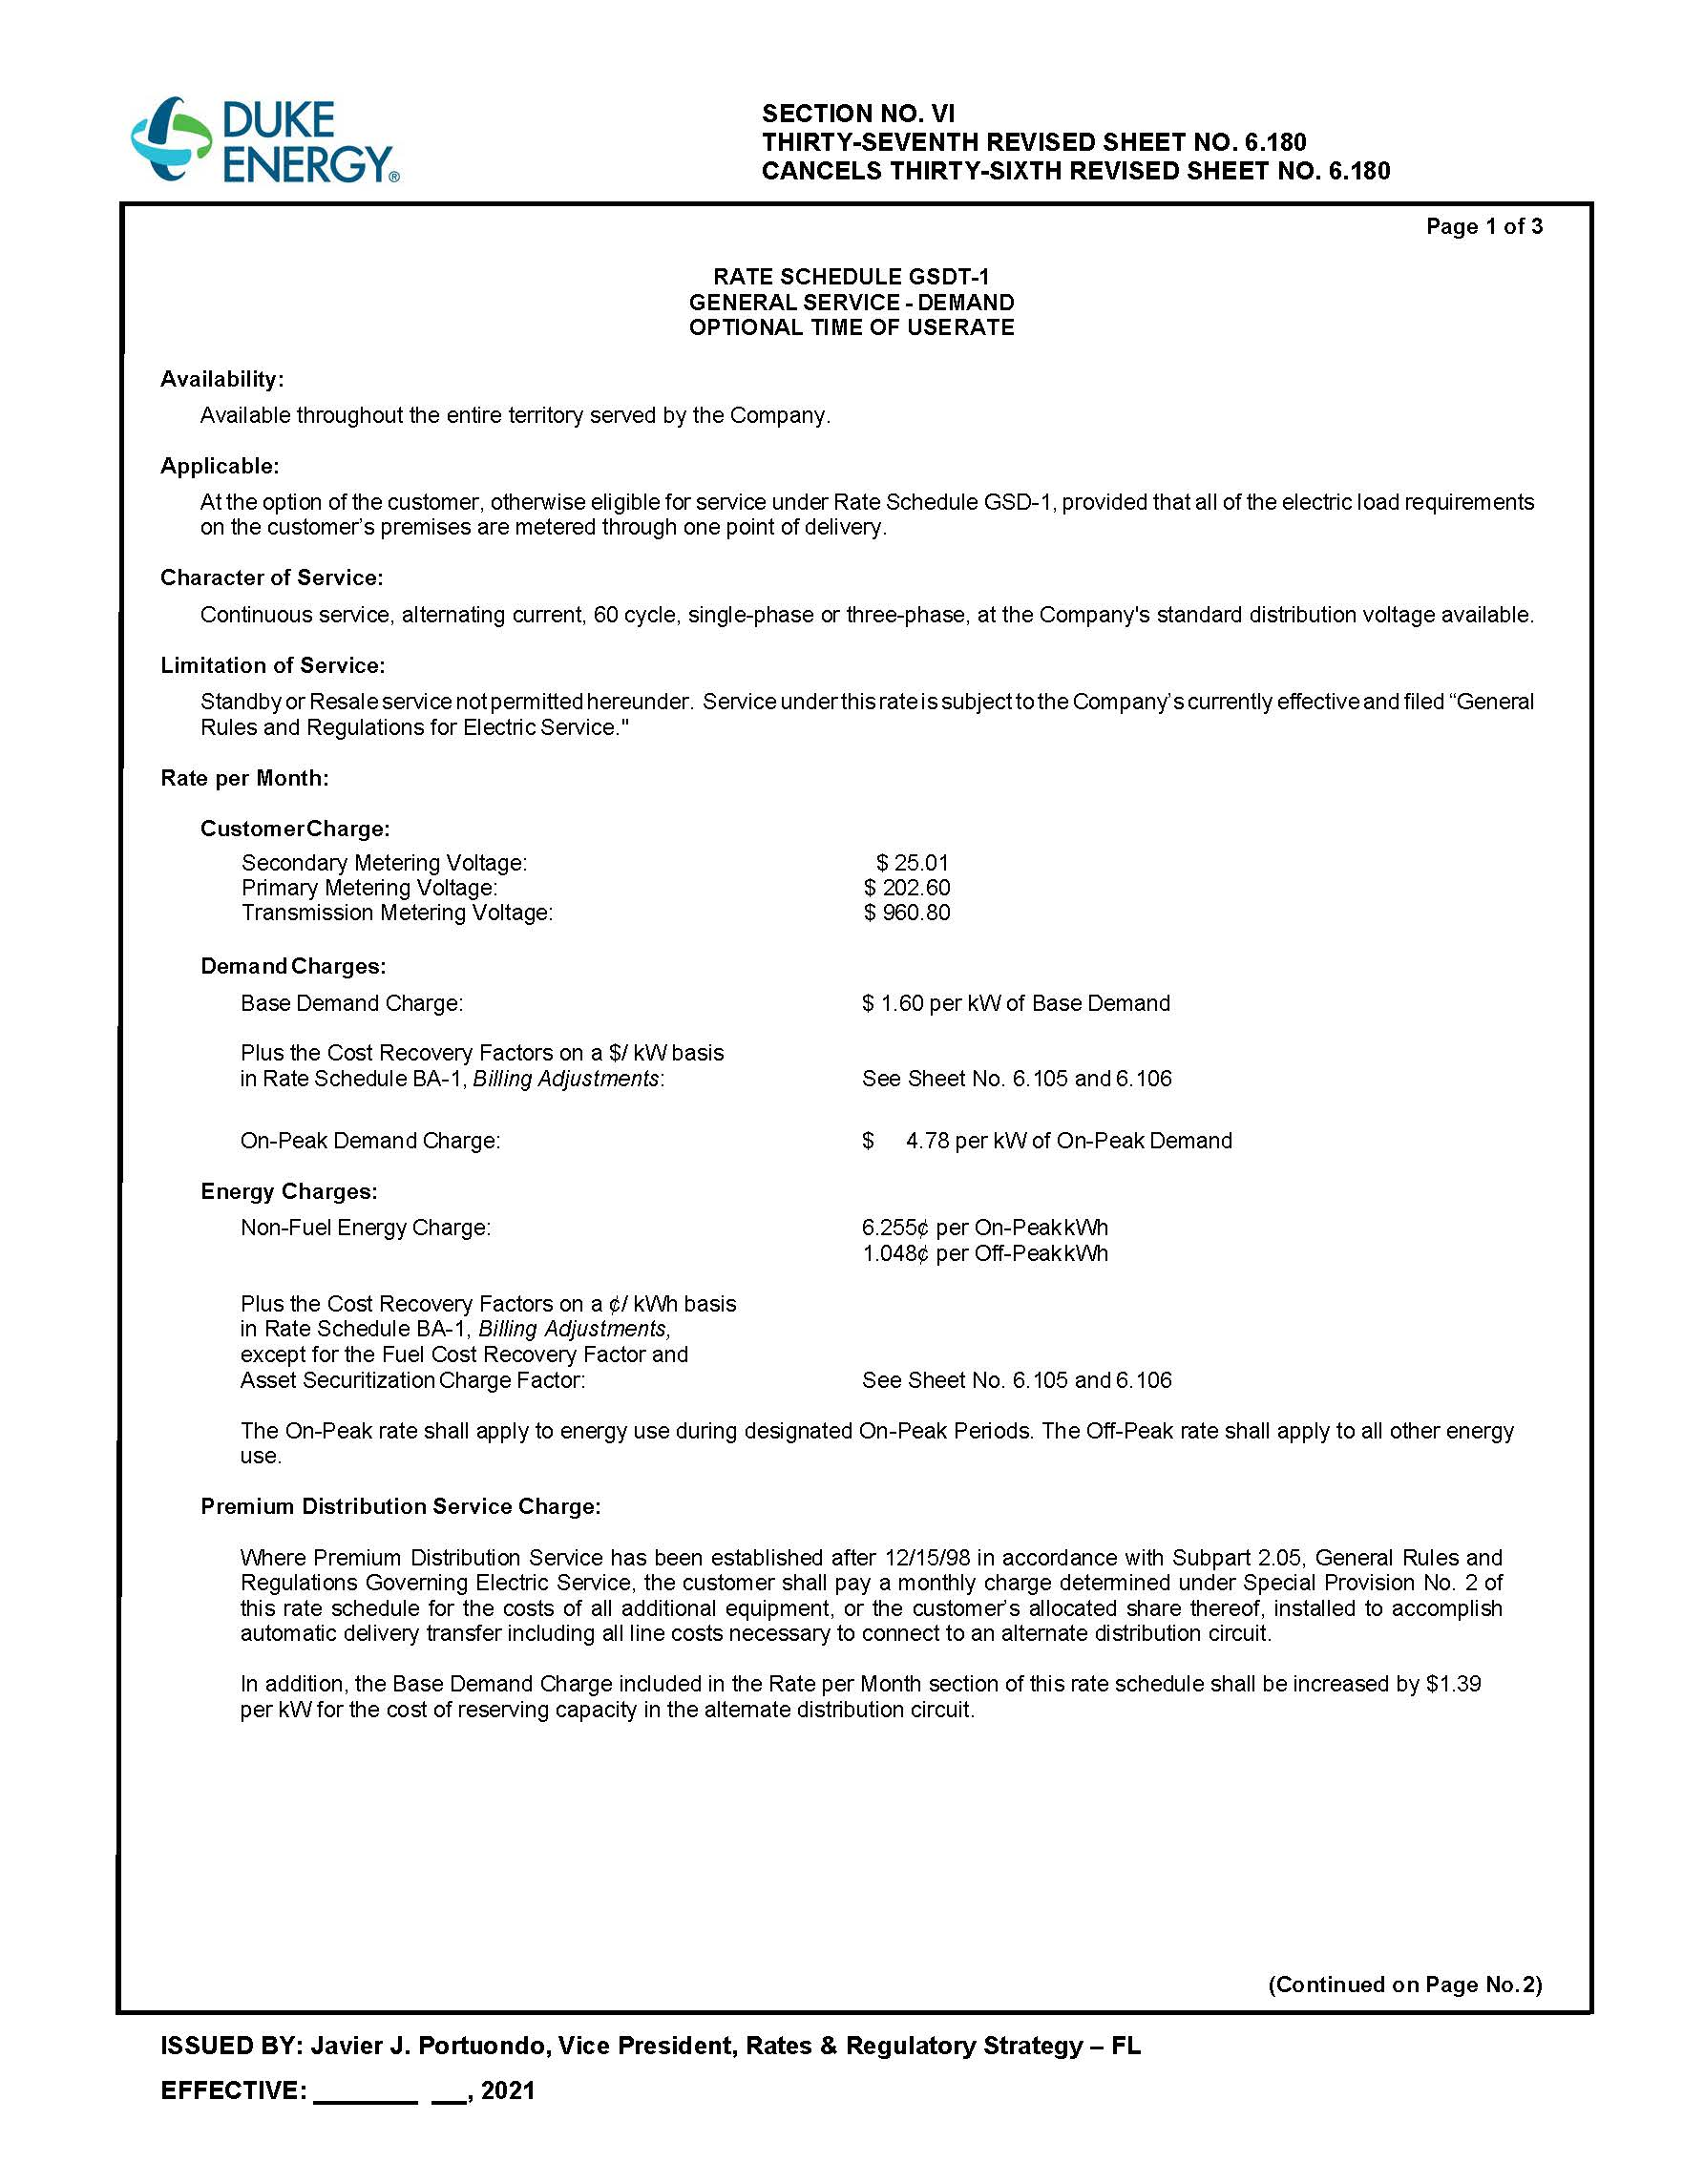 DUKE
ENERGY®
SECTION NO. VI
THIRTY-SEVENTH REVISED SHEET NO. 6.180
CANCELS THIRTY-SIXTH REVISED SHEET NO. 6.180
Page 1 of 3
RATE SCHEDULE GSDT-1
GENERAL SERVICE - DEMAND
OPTIONAL TIME OF USE RATE
Availability:
Available throughout the entire territory served by the Company.
Applicable:
At the option of the customer, otherwise eligible for service under Rate Schedule GSD-1, provided that all of the electric load requirements
on the customer’s premises are metered through one point of delivery.
Character of Service:
Continuous service, alternating current, 60 cycle, single-phase or three-phase, at the Company's standard distribution voltage available.
Limitation of Service:
Standby or Resale service not permitted hereunder. Service under this rate is subject to the Company’s currently effective and filed “General
Rules and Regulations for Electric Service."
Rate per Month:
Customer Charge:
Secondary Metering Voltage: $ 25.01
Primary Metering Voltage: $ 202.60
Transmission Metering Voltage: $ 960.80
Demand Charges:
Base Demand Charge: $ 1.60 per kW of Base Demand
Plus the Cost Recovery Factors on a $/ kW basis
in Rate Schedule BA-1, Billing Adjustments: See Sheet No. 6.105 and 6.106
On-Peak Demand Charge: $ 4.78 per kW of On-Peak Demand
Energy Charges:
Non-Fuel Energy Charge: 6.255¢ per On-Peak kWh
1.048¢ per Off-Peak kWh
Plus the Cost Recovery Factors on a ¢/ kWh basis
in Rate Schedule BA-1, Billing Adjustments,
except for the Fuel Cost Recovery Factor and
Asset Securitization Charge Factor: See Sheet No. 6.105 and 6.106
The On-Peak rate shall apply to energy use during designated On-Peak Periods. The Off-Peak rate shall apply to all other energy
use.
Premium Distribution Service Charge:
Where Premium Distribution Service has been established after 12/15/98 in accordance with Subpart 2.05, General Rules and
Regulations Governing Electric Service, the customer shall pay a monthly charge determined under Special Provision No. 2 of
this rate schedule for the costs of all additional equipment, or the customer’s allocated share thereof, installed to accomplish
automatic delivery transfer including all line costs necessary to connect to an alternate distribution circuit.
In addition, the Base Demand Charge included in the Rate per Month section of this rate schedule shall be increased by $1.39
per kW for the cost of reserving capacity in the alternate distribution circuit.
(Continued on Page No. 2)
ISSUED BY: Javier J. Portuondo, Vice President, Rates & Regulatory Strategy – FL
EFFECTIVE: ________ ___, 2021